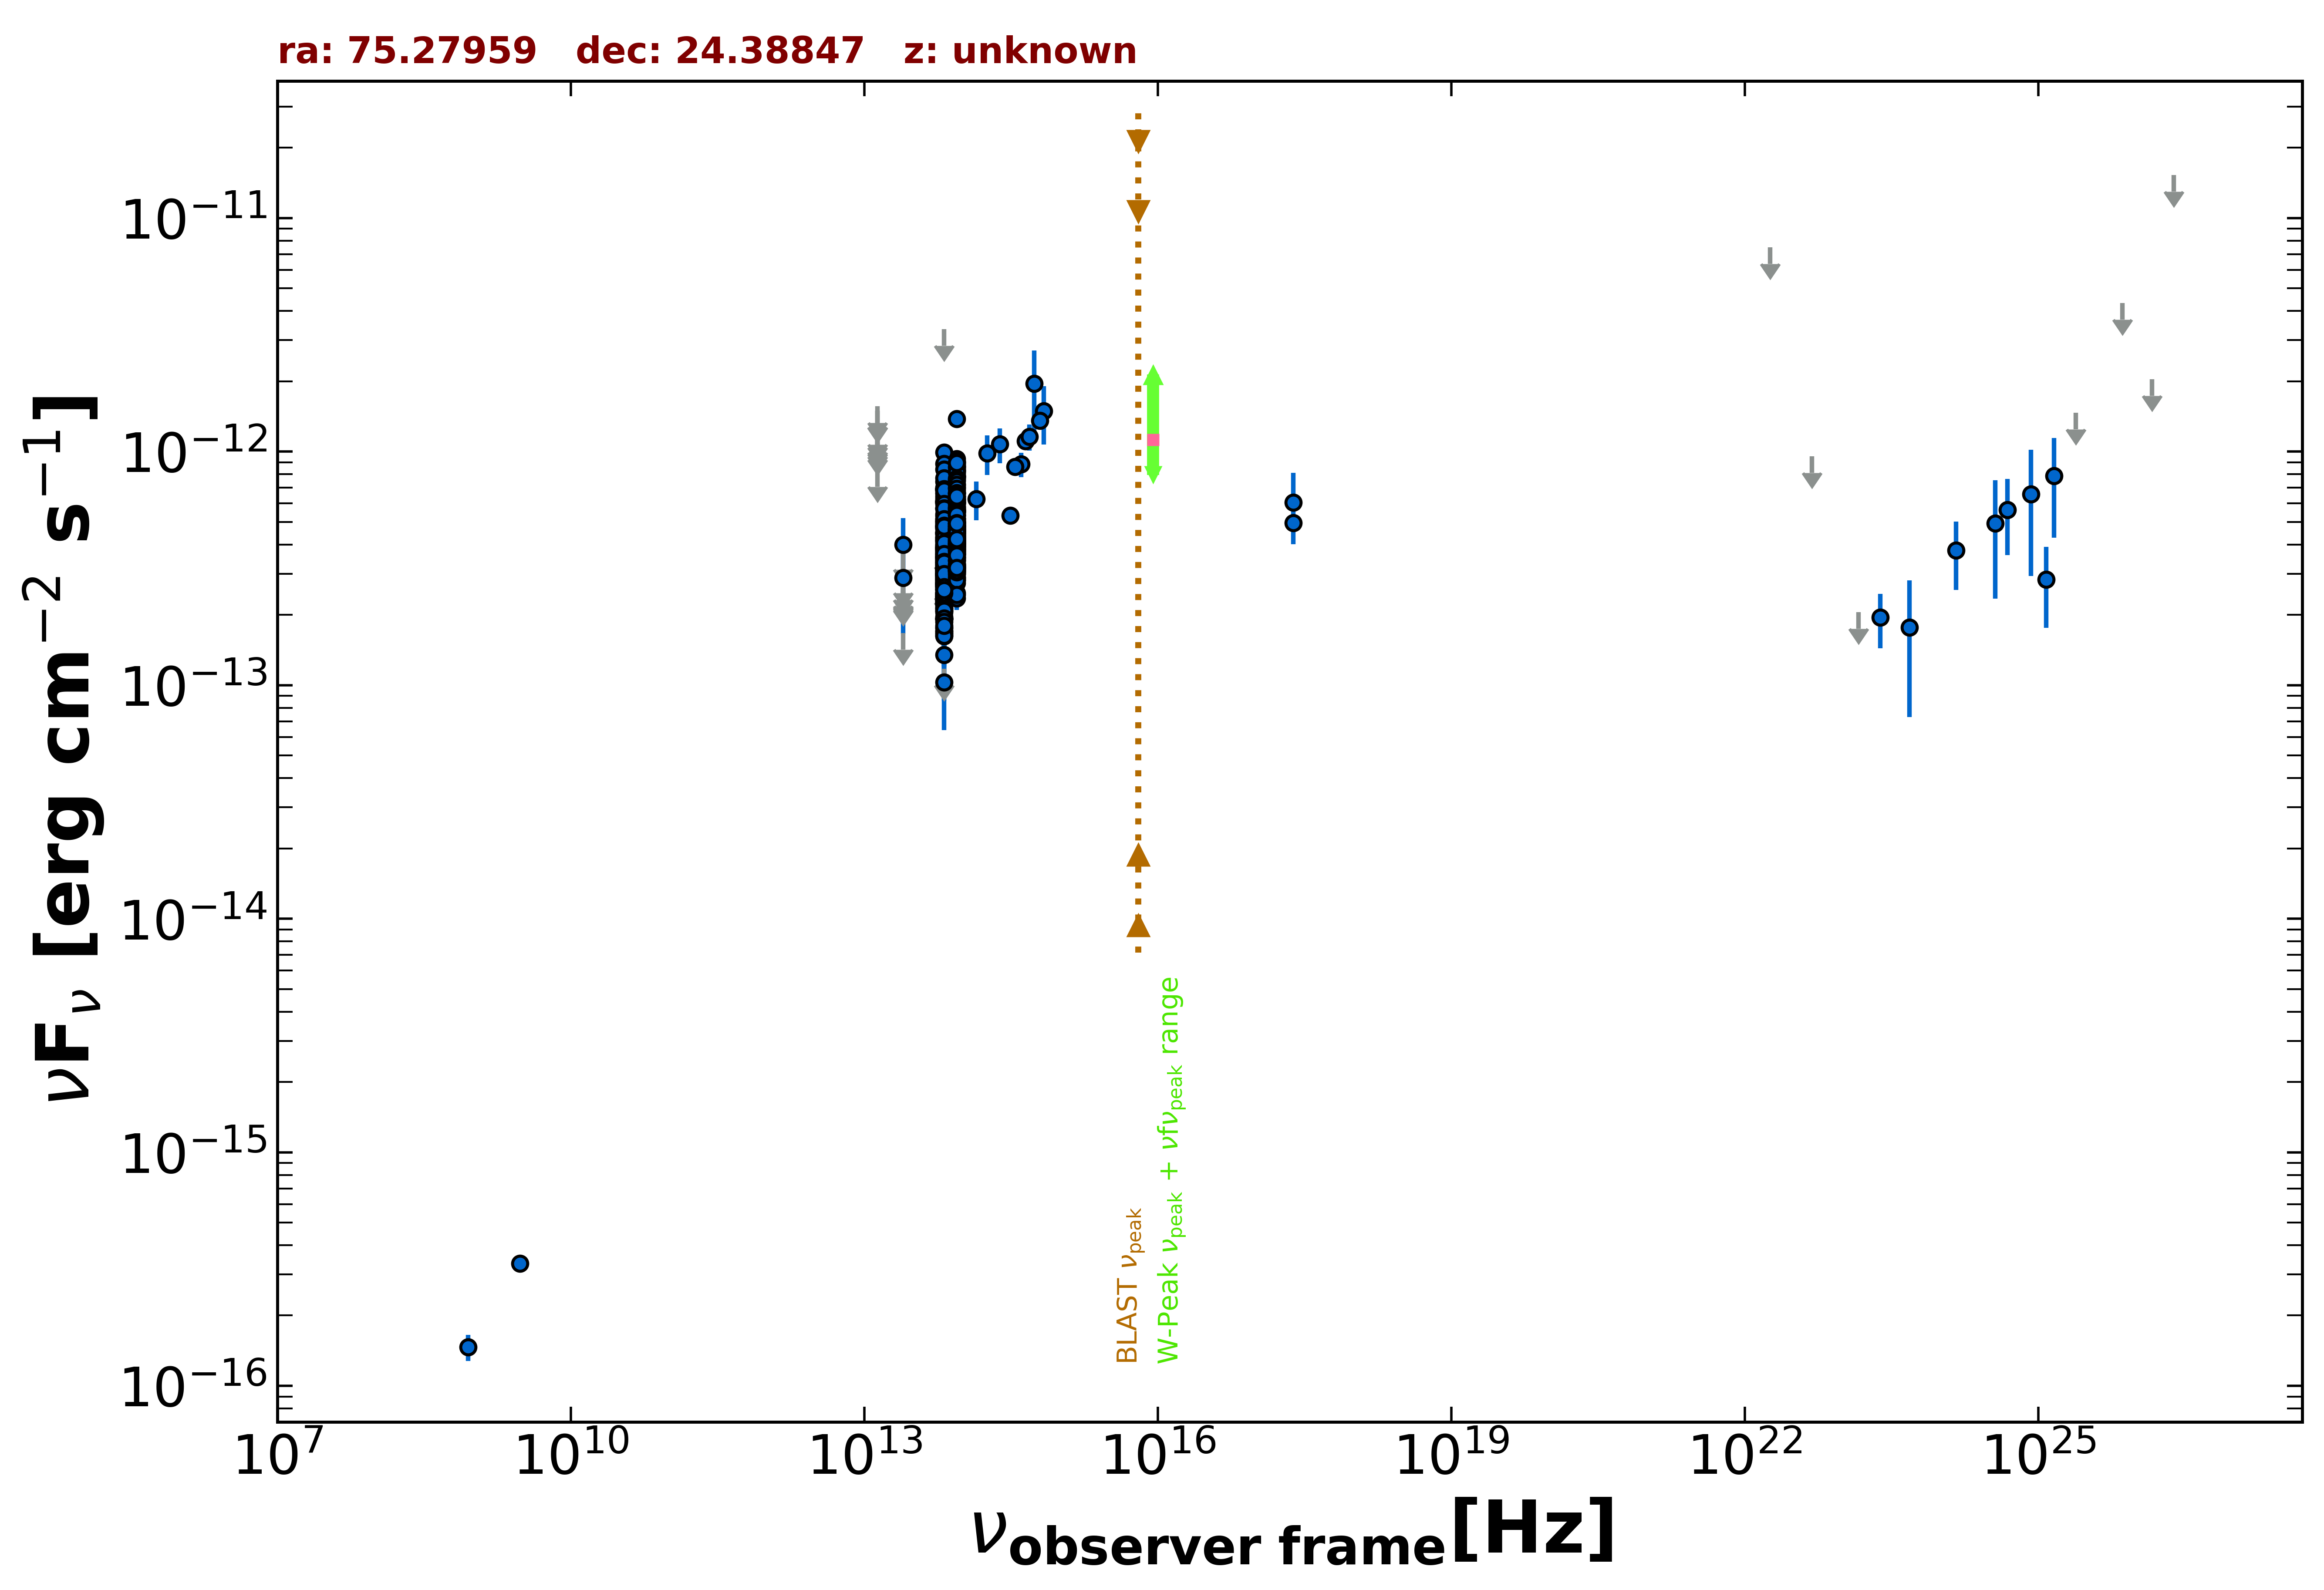 ra: 75.27959   dec: 24.38847   z: unknown
νFν [erg cm−2 s−1]
10−11
10−12
10−13
10−14
10−15
10−16
BLAST νpeak
W-Peak νpeak + νfνpeak range
107 1010 1013 1016 1019 1022 1025
νobserver frame[Hz]